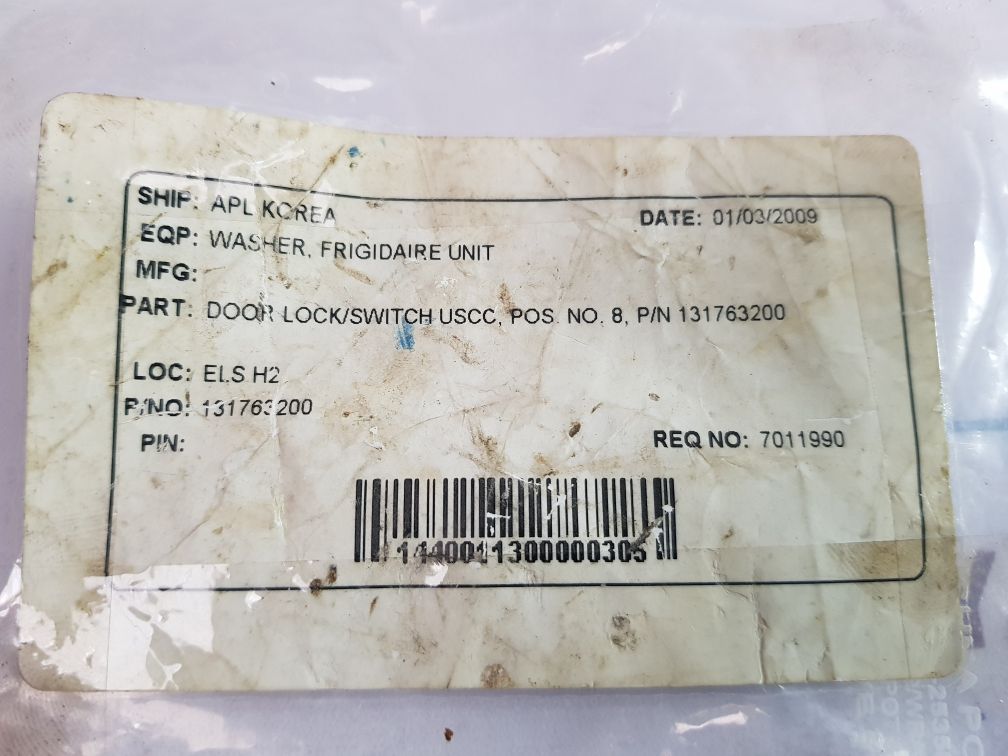 SHIP: APL KOREA
DATE: 01/03/2009
EQP: WASHER, FRIGIDAIRE UNIT
MFG:
PART: DOOR LOCK/SWITCH USCC, POS. NO. 8, P/N 131763200
LOC: ELS H2
P/NO: 131763200
PIN:
REQ NO: 7011990
1440011300000305